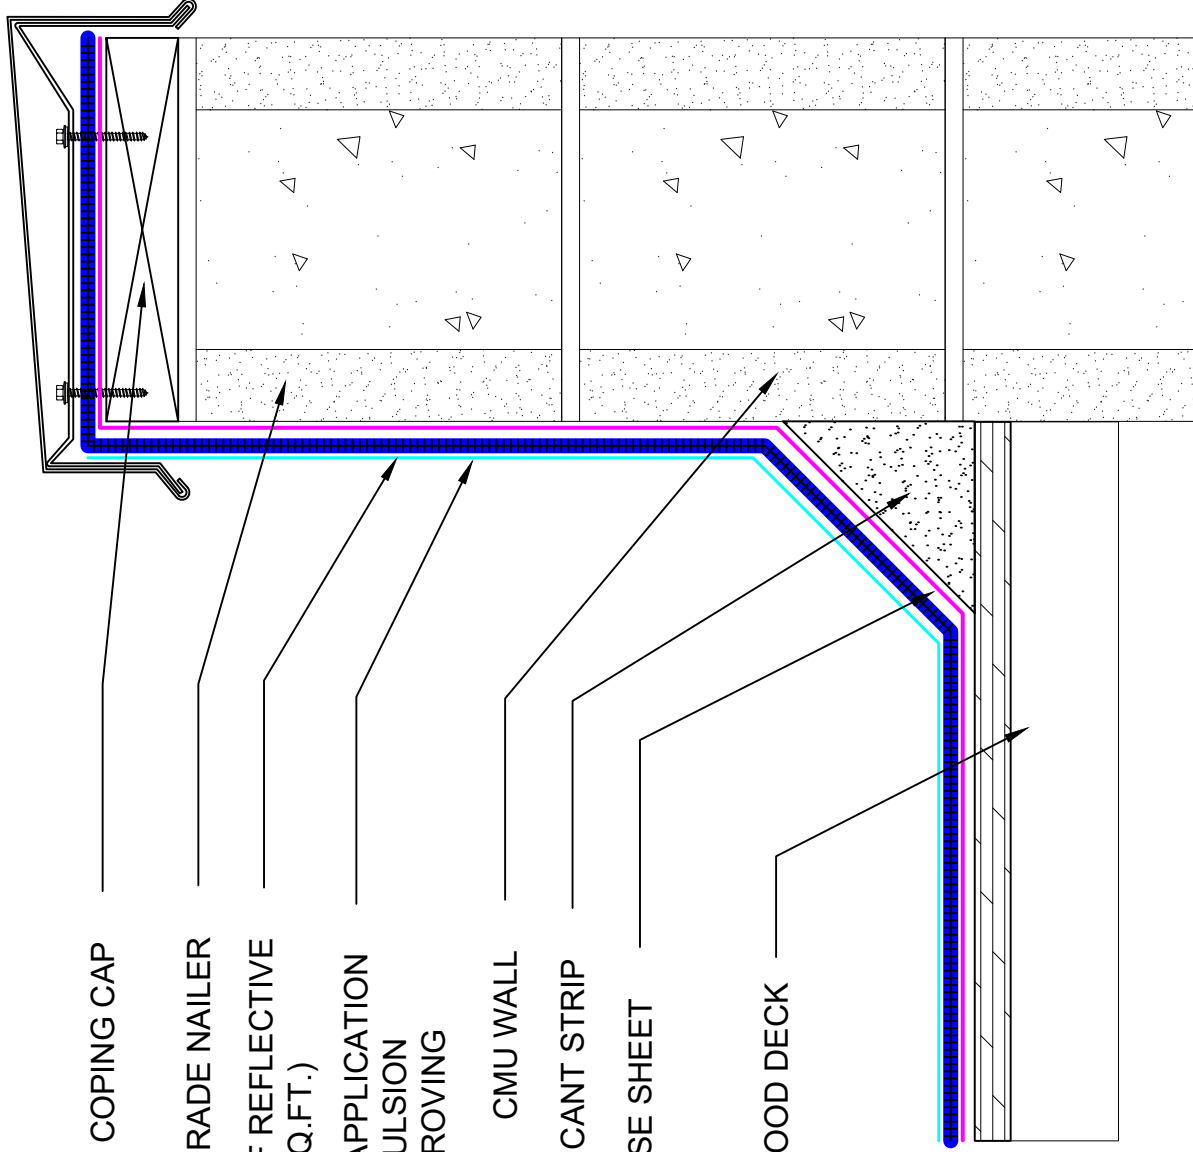 COPING CAP
RADE NAILER
F REFLECTIVE
Q.FT.)
APPLICATION
ULSION
ROVING
CMU WALL
CANT STRIP
SE SHEET
OOD DECK